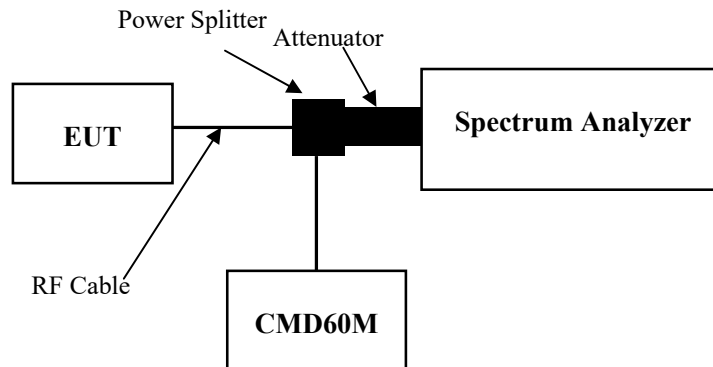 Power Splitter
Attenuator
EUT
Spectrum Analyzer
RF Cable
CMD60M